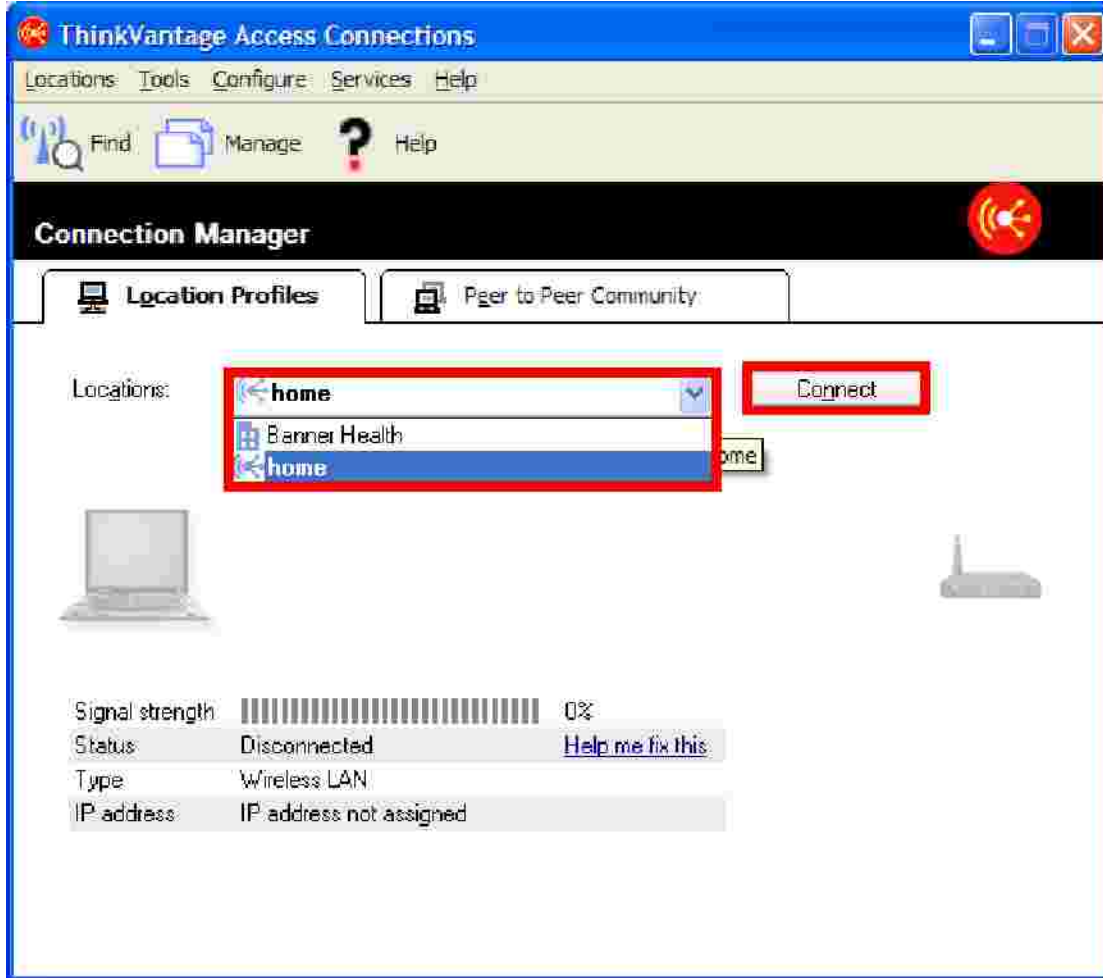 ThinkVantage Access Connections
Locations Tools Configure Services Help
Find Manage Help
Connection Manager
Location Profiles Peer to Peer Community
Locations: home Connect
Banner Health
home
Signal strength 0%
Status Disconnected Help me fix this
Type Wireless LAN
IP address IP address not assigned